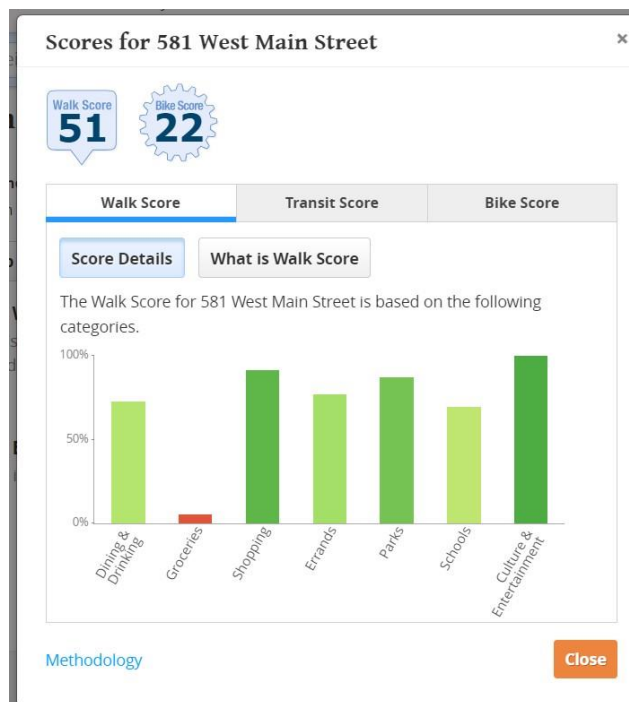 Scores for 581 West Main Street
×
Walk Score
51
Bike Score
22
Walk Score
Transit Score
Bike Score
Score Details
What is Walk Score
The Walk Score for 581 West Main Street is based on the following
categories.
100%
50%
0%
Dining &
Drinking
Groceries
Shopping
Errands
Parks
Schools
Culture &
Entertainment
Methodology
Close